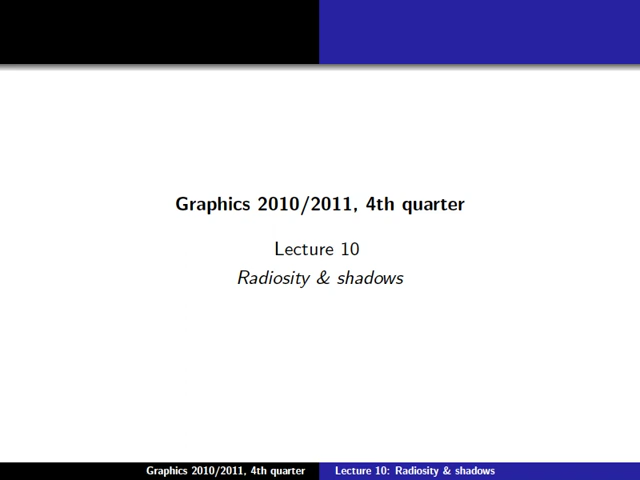 Graphics 2010/2011, 4th quarter
Lecture 10
Radiosity & shadows
Graphics 2010/2011, 4th quarter
Lecture 10: Radiosity & shadows